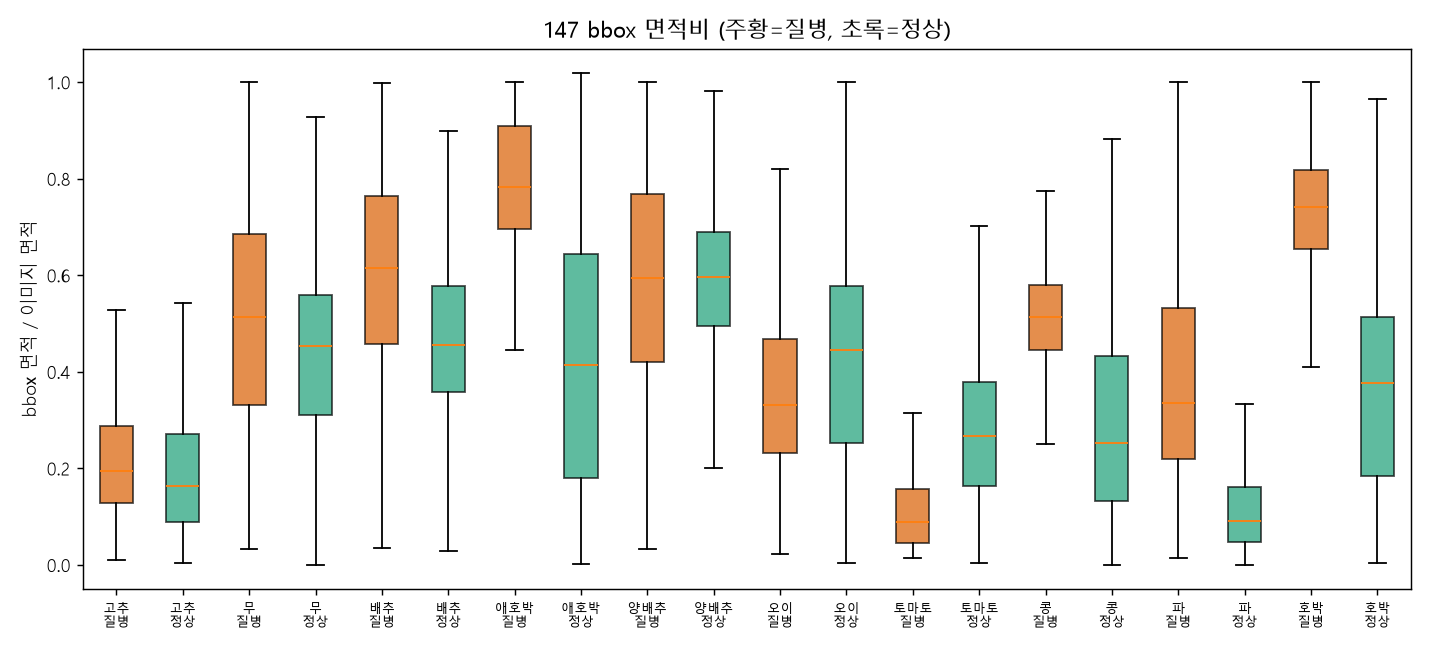 147 bbox 면적비 (주황=질병, 초록=정상)
bbox 면적 / 이미지 면적
1.0
0.8
0.6
0.4
0.2
0.0
고추 질병
고추 정상
무 질병
무 정상
배추 질병
배추 정상
애호박 질병
애호박 정상
양배추 질병
양배추 정상
오이 질병
오이 정상
토마토 질병
토마토 정상
콩 질병
콩 정상
파 질병
파 정상
호박 질병
호박 정상